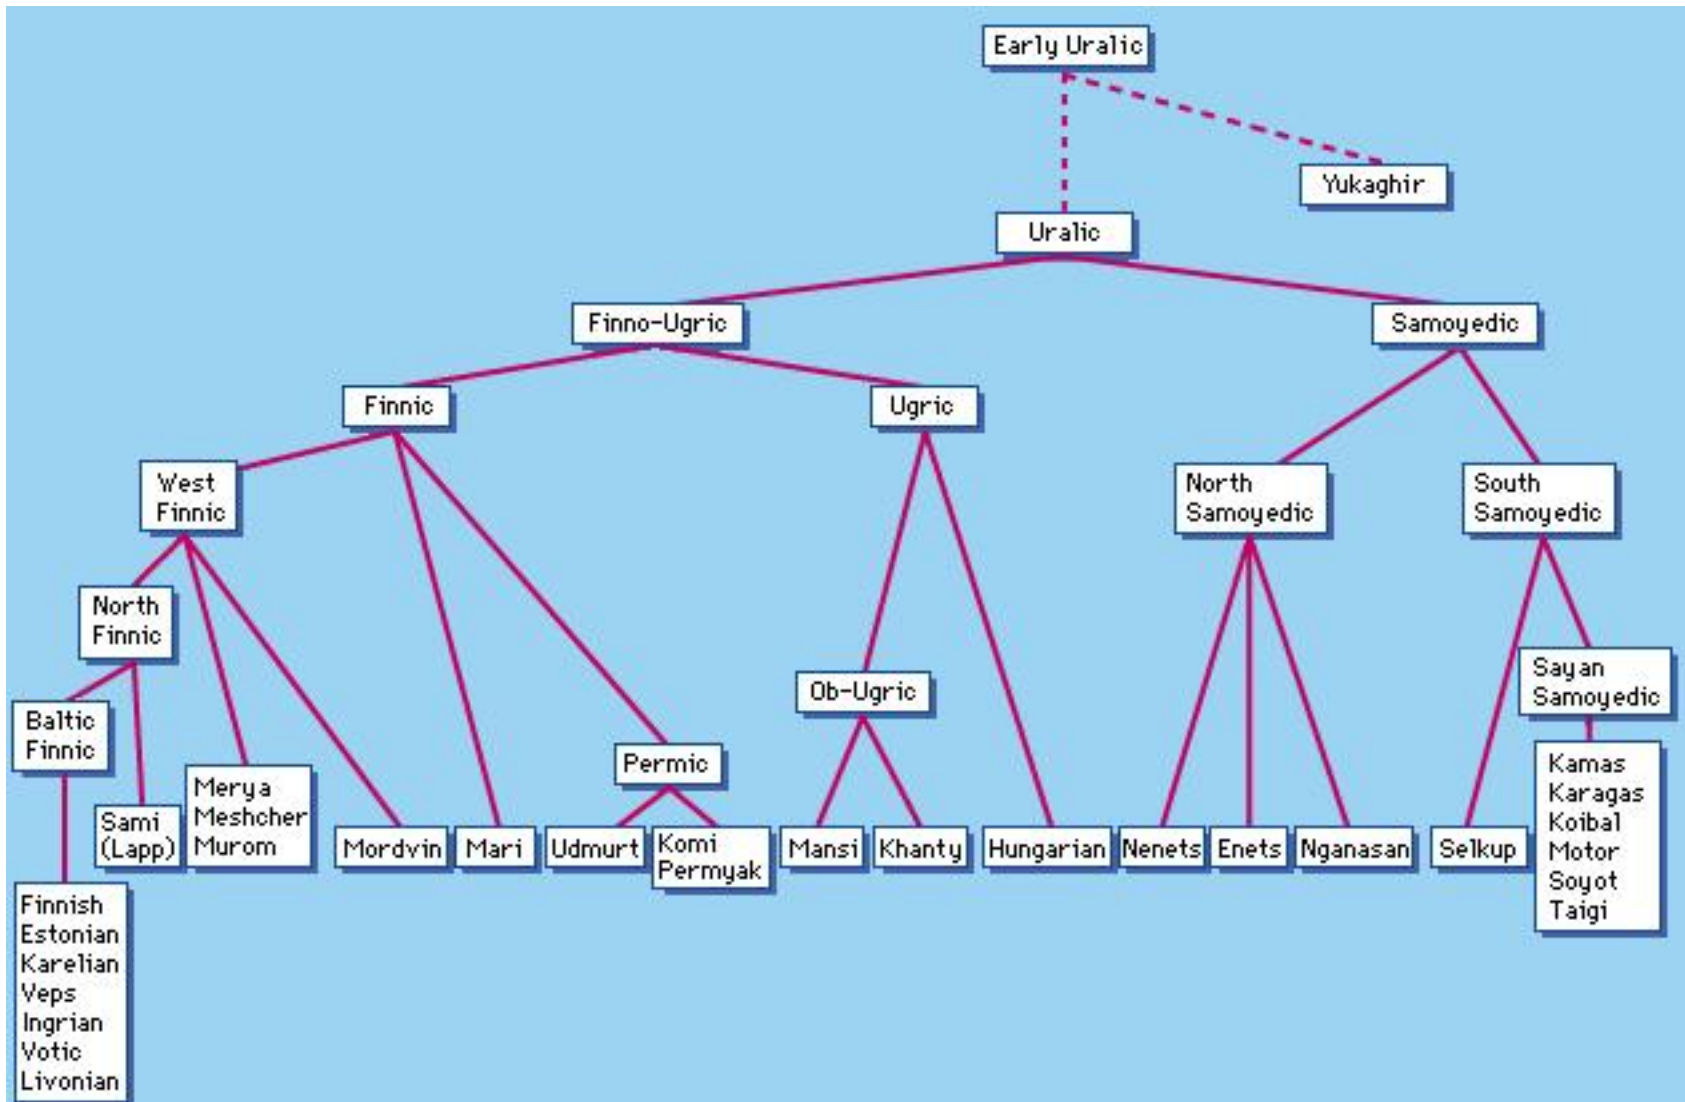 Early Uralic
Yukaghir
Uralic
Finno-Ugric
Samoyedic
Finnic
Ugric
West
Finnic
North
Samoyedic
South
Samoyedic
North
Finnic
Ob-Ugric
Sayan
Samoyedic
Baltic
Finnic
Permic
Merya
Meshcher
Murom
Sami
(Lapp)
Mordvin
Mari
Udmurt
Komi
Permyak
Mansi
Khanty
Hungarian
Nenets
Enets
Nganasan
Selkup
Kamas
Karagas
Koibal
Motor
Soyot
Taigi
Finnish
Estonian
Karelian
Veps
Ingrian
Votic
Livonian